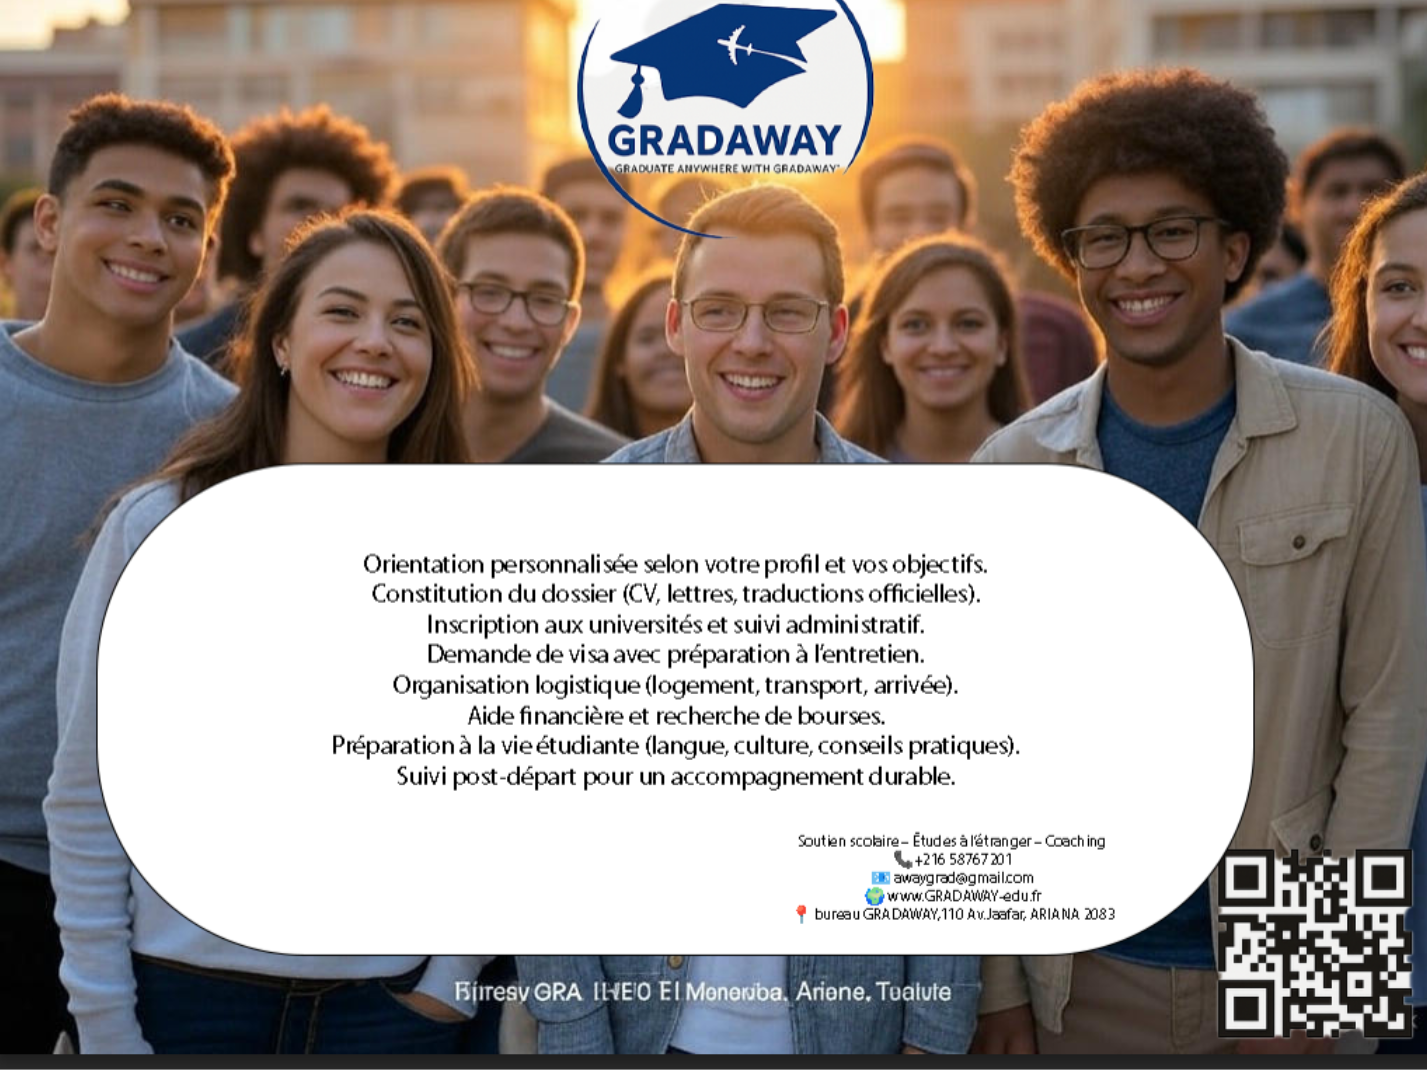 GRADAWAY
"GRADUATE ANYWHERE WITH GRADAWAY"
Orientation personnalisée selon votre profil et vos objectifs.
Constitution du dossier (CV, lettres, traductions officielles).
Inscription aux universités et suivi administratif.
Demande de visa avec préparation à l'entretien.
Organisation logistique (logement, transport, arrivée).
Aide financière et recherche de bourses.
Préparation à la vie étudiante (langue, culture, conseils pratiques).
Suivi post-départ pour un accompagnement durable.
Soutien scolaire – Études à l'étranger – Coaching
📞 +216 58767201
📧 awaygrad@gmail.com
🌍 www.GRADAWAY-edu.fr
📍 bureau GRADAWAY,110 Av.Jaafar, ARIANA 2083
GRA